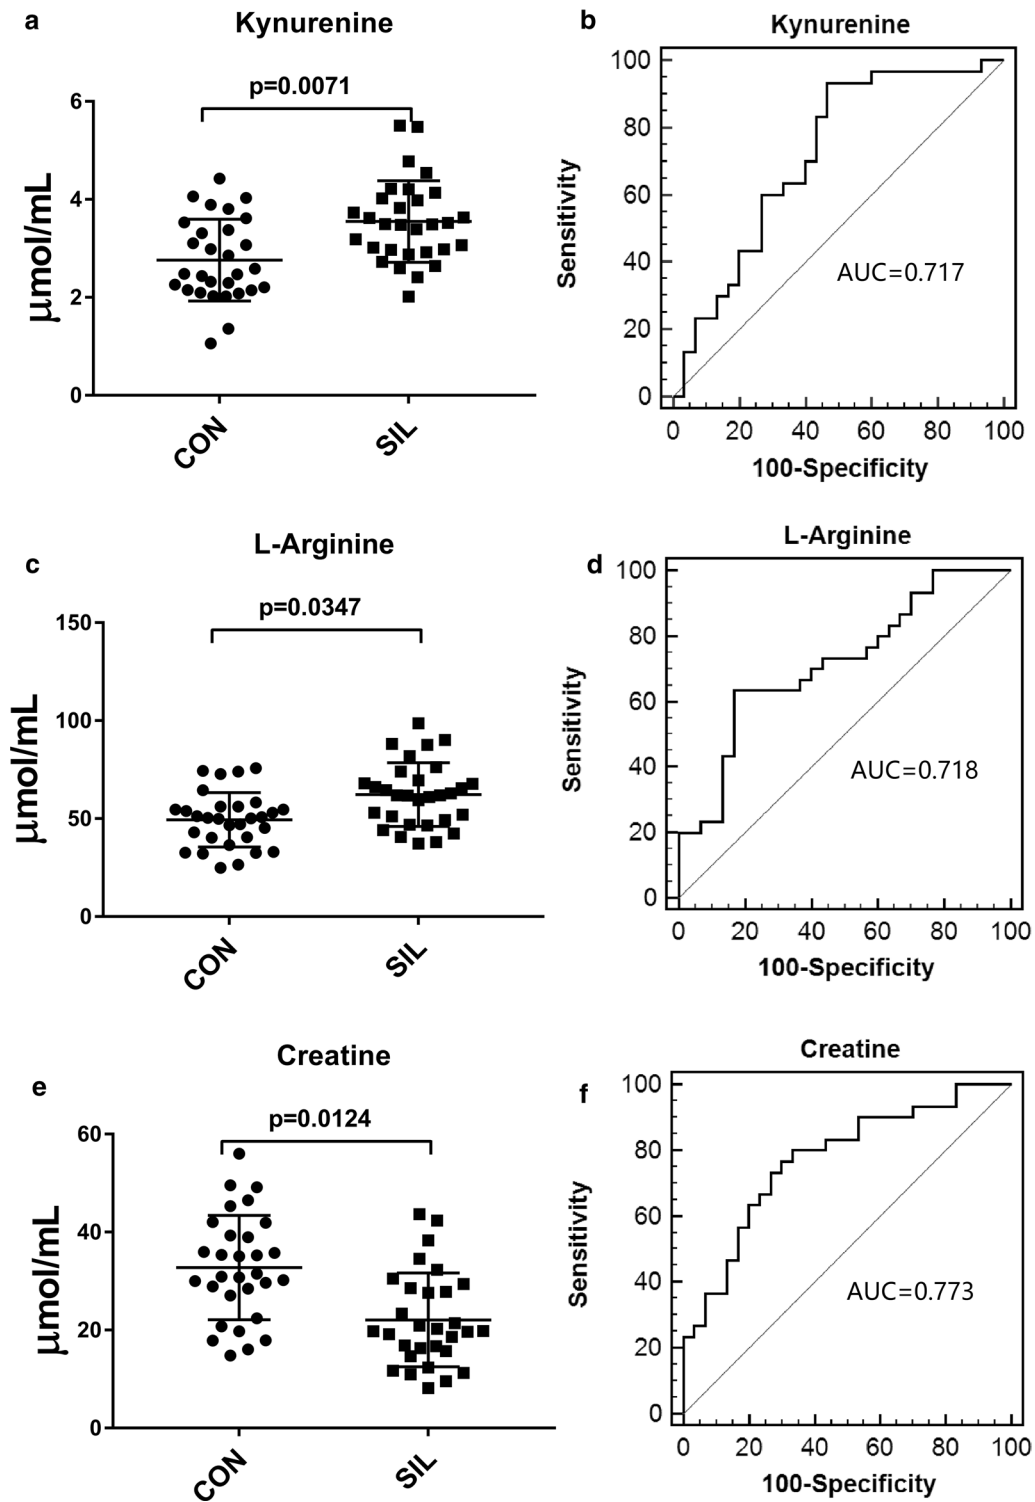 a
Kynurenine
p=0.0071
μmol/mL
6
4
2
0
CON
SIL
b
Kynurenine
Sensitivity
100
80
60
40
20
0
AUC=0.717
0 20 40 60 80 100
100-Specificity
c
L-Arginine
p=0.0347
μmol/mL
150
100
50
0
CON
SIL
d
L-Arginine
Sensitivity
100
80
60
40
20
0
AUC=0.718
0 20 40 60 80 100
100-Specificity
e
Creatine
p=0.0124
μmol/mL
60
40
20
0
CON
SIL
f
Creatine
Sensitivity
100
80
60
40
20
0
AUC=0.773
0 20 40 60 80 100
100-Specificity